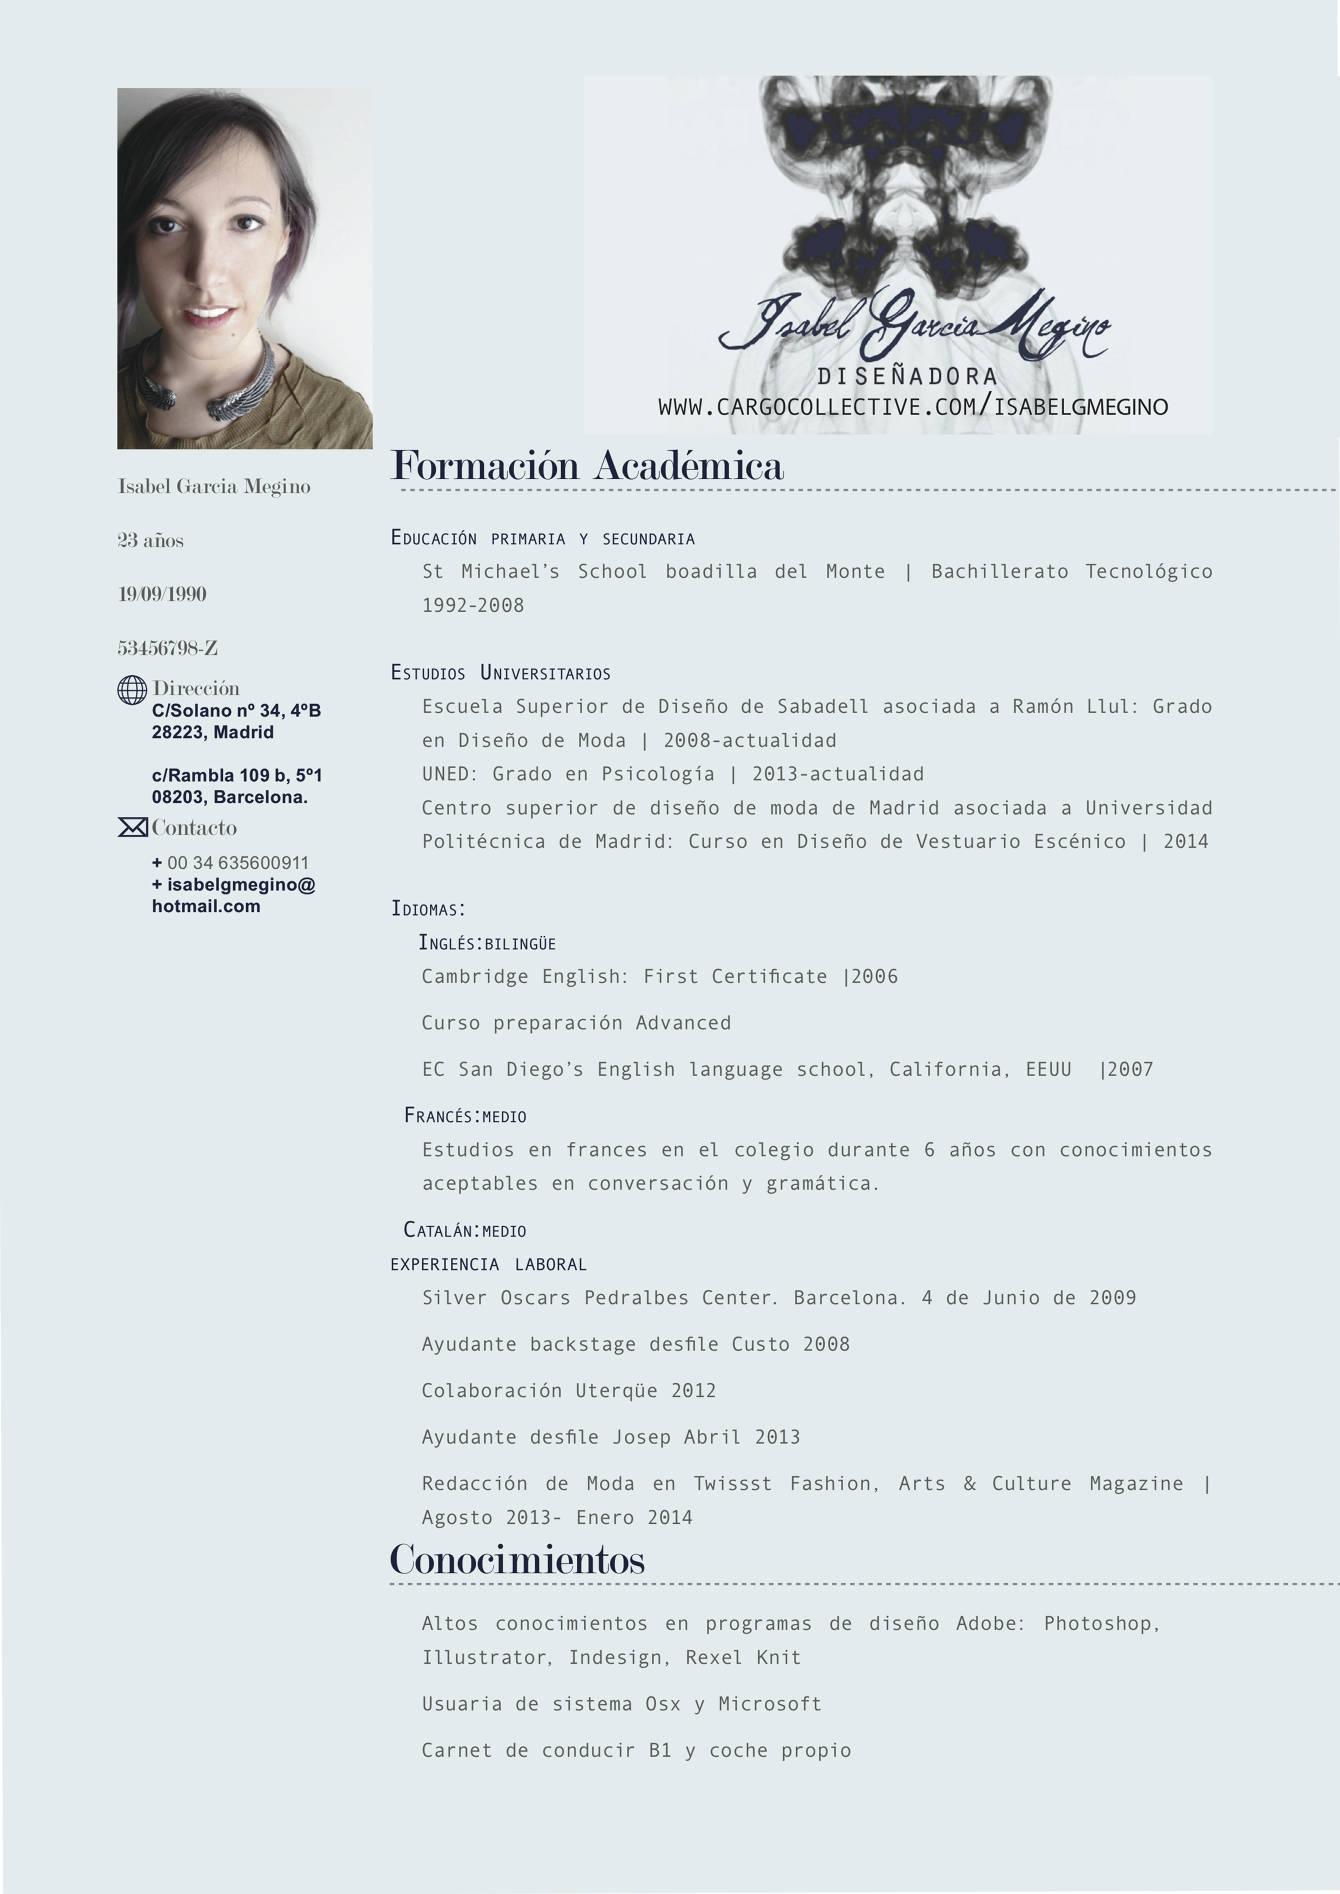 Isabel Garcia Megino
DISEÑADORA
WWW.CARGOCOLLECTIVE.COM/ISABELGMEGINO
Isabel Garcia Megino
23 años
19/09/1990
53456798-Z
Dirección
C/Solano nº 34, 4ºB
28223, Madrid
c/Rambla 109 b, 5º1
08203, Barcelona.
Contacto
+ 00 34 635600911
+ isabelgmegino@
hotmail.com
Formación Académica
EDUCACIÓN PRIMARIA Y SECUNDARIA
St Michael's School boadilla del Monte | Bachillerato Tecnológico
1992-2008
ESTUDIOS UNIVERSITARIOS
Escuela Superior de Diseño de Sabadell asociada a Ramón Llul: Grado
en Diseño de Moda | 2008-actualidad
UNED: Grado en Psicología | 2013-actualidad
Centro superior de diseño de moda de Madrid asociada a Universidad
Politécnica de Madrid: Curso en Diseño de Vestuario Escénico | 2014
IDIOMAS:
INGLÉS:BILINGÜE
Cambridge English: First Certificate |2006
Curso preparación Advanced
EC San Diego's English language school, California, EEUU |2007
FRANCÉS:MEDIO
Estudios en frances en el colegio durante 6 años con conocimientos
aceptables en conversación y gramática.
CATALÁN:MEDIO
EXPERIENCIA LABORAL
Silver Oscars Pedralbes Center. Barcelona. 4 de Junio de 2009
Ayudante backstage desfile Custo 2008
Colaboración Uterqüe 2012
Ayudante desfile Josep Abril 2013
Redacción de Moda en Twissst Fashion, Arts & Culture Magazine |
Agosto 2013- Enero 2014
Conocimientos
Altos conocimientos en programas de diseño Adobe: Photoshop,
Illustrator, Indesign, Rexel Knit
Usuaria de sistema Osx y Microsoft
Carnet de conducir B1 y coche propio